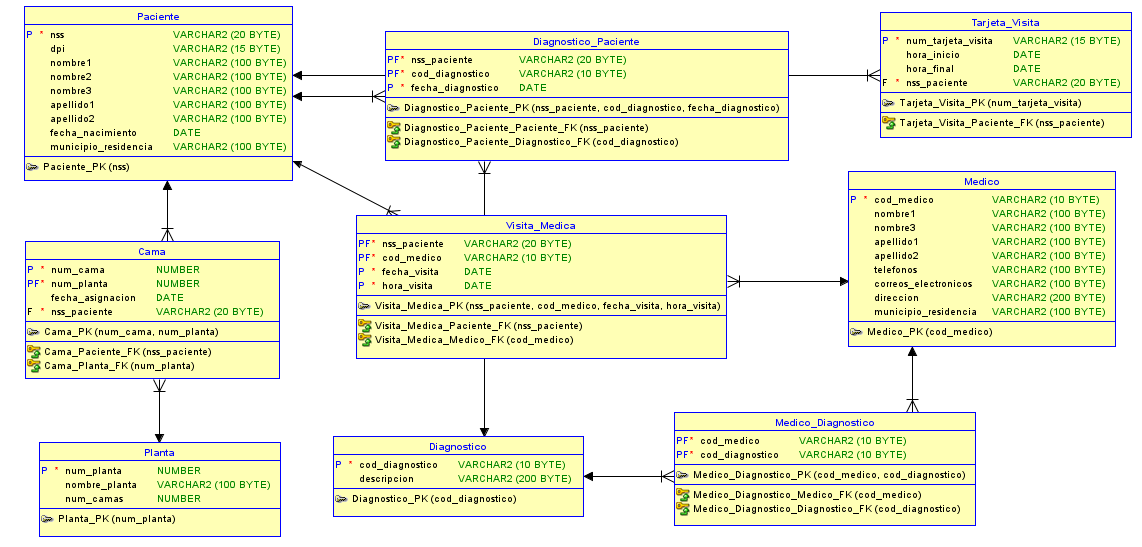 Paciente
P * nss VARCHAR2 (20 BYTE)
dpi VARCHAR2 (15 BYTE)
nombre1 VARCHAR2 (100 BYTE)
nombre2 VARCHAR2 (100 BYTE)
nombre3 VARCHAR2 (100 BYTE)
apellido1 VARCHAR2 (100 BYTE)
apellido2 VARCHAR2 (100 BYTE)
fecha_nacimiento DATE
municipio_residencia VARCHAR2 (100 BYTE)
Paciente_PK (nss)
Diagnostico_Paciente
PF* nss_paciente VARCHAR2 (20 BYTE)
PF* cod_diagnostico VARCHAR2 (10 BYTE)
P * fecha_diagnostico DATE
Diagnostico_Paciente_PK (nss_paciente, cod_diagnostico, fecha_diagnostico)
Diagnostico_Paciente_Paciente_FK (nss_paciente)
Diagnostico_Paciente_Diagnostico_FK (cod_diagnostico)
Tarjeta_Visita
P * num_tarjeta_visita VARCHAR2 (15 BYTE)
hora_inicio DATE
hora_final DATE
F * nss_paciente VARCHAR2 (20 BYTE)
Tarjeta_Visita_PK (num_tarjeta_visita)
Tarjeta_Visita_Paciente_FK (nss_paciente)
Visita_Medica
PF* nss_paciente VARCHAR2 (20 BYTE)
PF* cod_medico VARCHAR2 (10 BYTE)
P * fecha_visita DATE
P * hora_visita DATE
Visita_Medica_PK (nss_paciente, cod_medico, fecha_visita, hora_visita)
Visita_Medica_Paciente_FK (nss_paciente)
Visita_Medica_Medico_FK (cod_medico)
Medico
P * cod_medico VARCHAR2 (10 BYTE)
nombre1 VARCHAR2 (100 BYTE)
nombre3 VARCHAR2 (100 BYTE)
apellido1 VARCHAR2 (100 BYTE)
apellido2 VARCHAR2 (100 BYTE)
telefonos VARCHAR2 (100 BYTE)
correos_electronicos VARCHAR2 (100 BYTE)
direccion VARCHAR2 (200 BYTE)
municipio_residencia VARCHAR2 (100 BYTE)
Medico_PK (cod_medico)
Cama
P * num_cama NUMBER
PF* num_planta NUMBER
fecha_asignacion DATE
F * nss_paciente VARCHAR2 (20 BYTE)
Cama_PK (num_cama, num_planta)
Cama_Paciente_FK (nss_paciente)
Cama_Planta_FK (num_planta)
Planta
P * num_planta NUMBER
nombre_planta VARCHAR2 (100 BYTE)
num_camas NUMBER
Planta_PK (num_planta)
Diagnostico
P * cod_diagnostico VARCHAR2 (10 BYTE)
descripcion VARCHAR2 (200 BYTE)
Diagnostico_PK (cod_diagnostico)
Medico_Diagnostico
PF* cod_medico VARCHAR2 (10 BYTE)
PF* cod_diagnostico VARCHAR2 (10 BYTE)
Medico_Diagnostico_PK (cod_medico, cod_diagnostico)
Medico_Diagnostico_Medico_FK (cod_medico)
Medico_Diagnostico_Diagnostico_FK (cod_diagnostico)